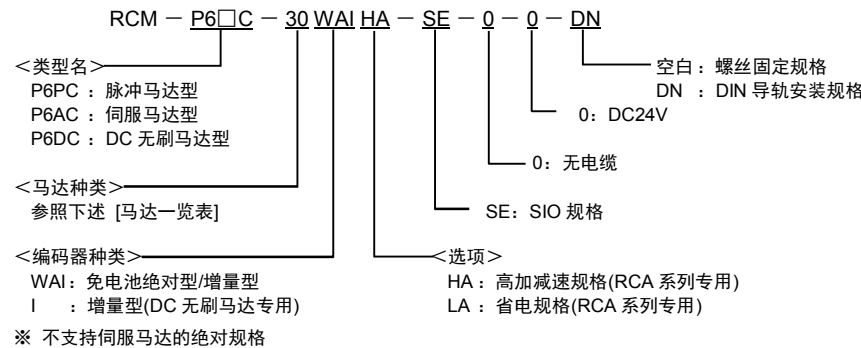 RCM － P6□C － 30 WAI HA － SE － 0 － 0 － DN
＜类型名＞
P6PC ：脉冲马达型
P6AC ：伺服马达型
P6DC ：DC 无刷马达型
＜马达种类＞
参照下述 [马达一览表]
＜编码器种类＞
WAI：免电池绝对型/增量型
I ：增量型(DC 无刷马达专用)
※ 不支持伺服马达的绝对规格
空白：螺丝固定规格
DN ：DIN 导轨安装规格
0：DC24V
0：无电缆
SE：SIO 规格
＜选项＞
HA ：高加减速规格(RCA 系列专用)
LA ：省电规格(RCA 系列专用)